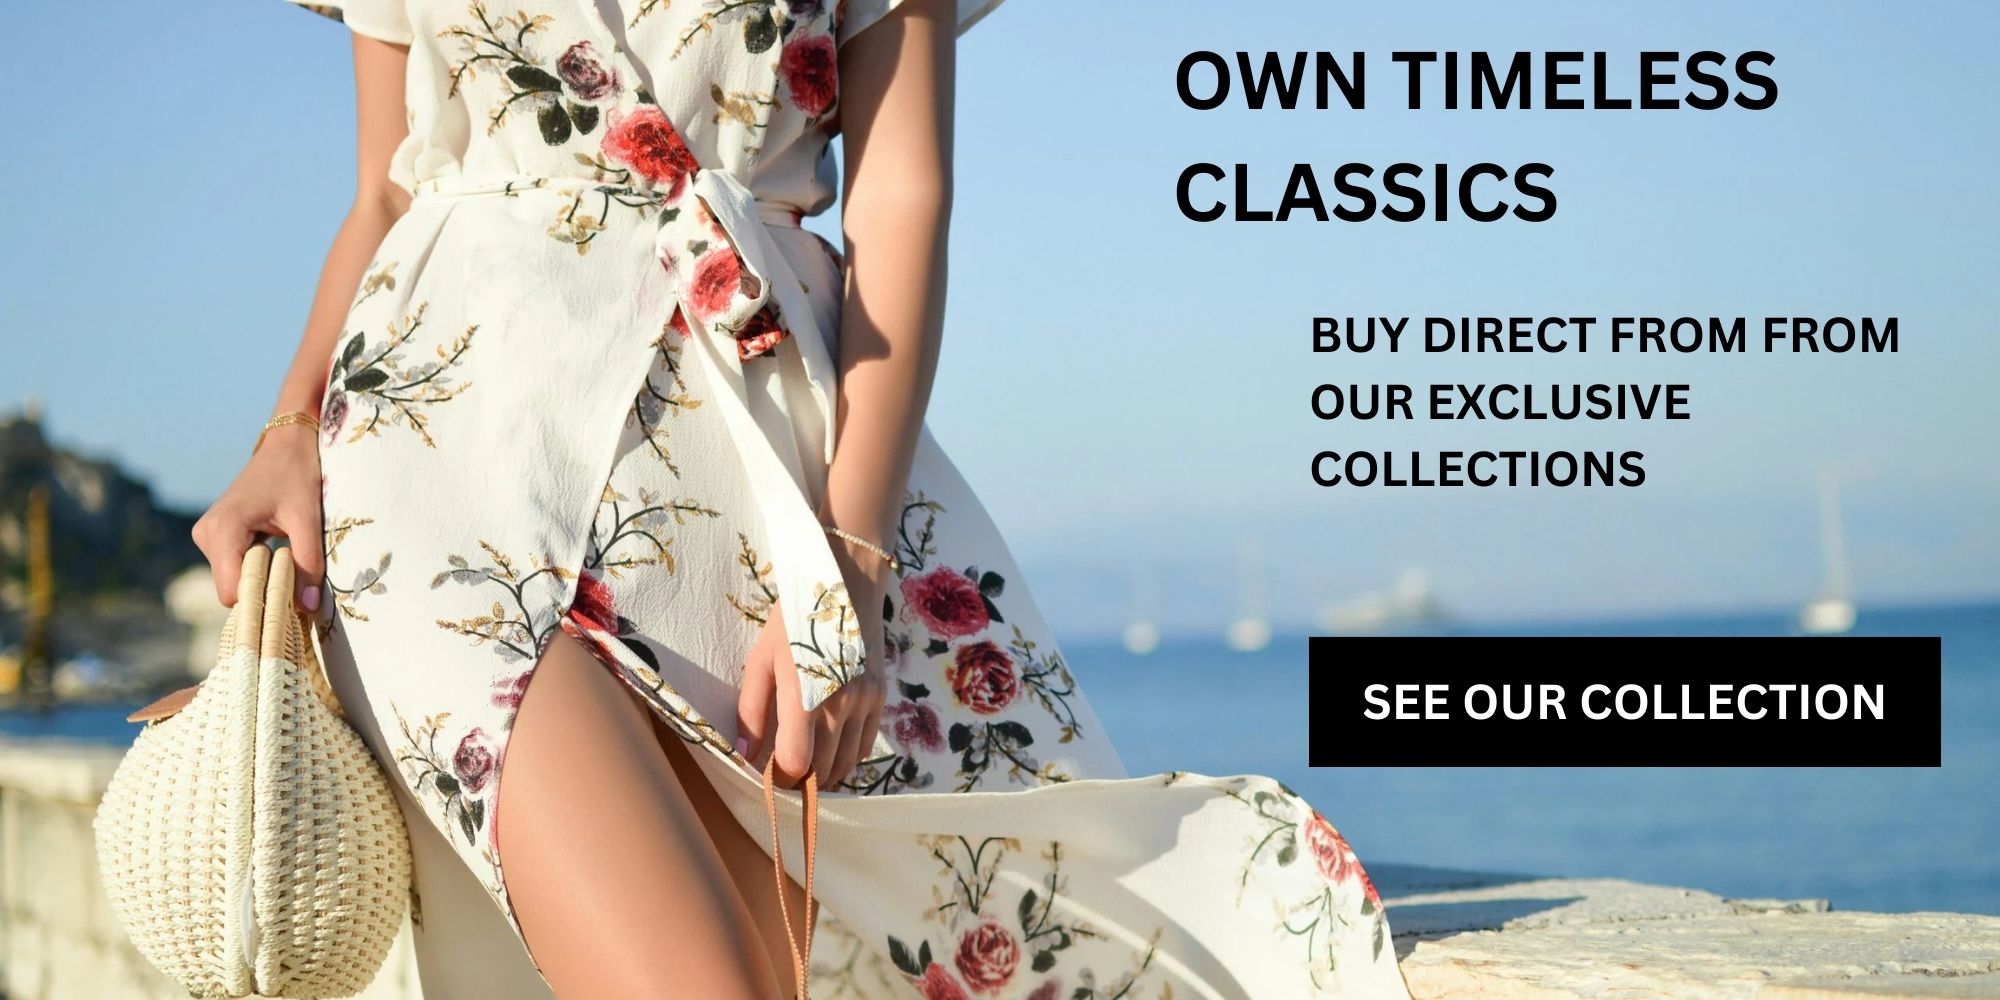 OWN TIMELESS
CLASSICS
BUY DIRECT FROM FROM
OUR EXCLUSIVE
COLLECTIONS
SEE OUR COLLECTION